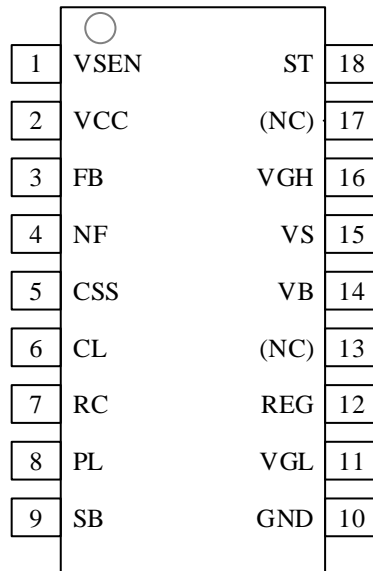 1 VSEN ST 18
2 VCC (NC) 17
3 FB VGH 16
4 NF VS 15
5 CSS VB 14
6 CL (NC) 13
7 RC REG 12
8 PL VGL 11
9 SB GND 10